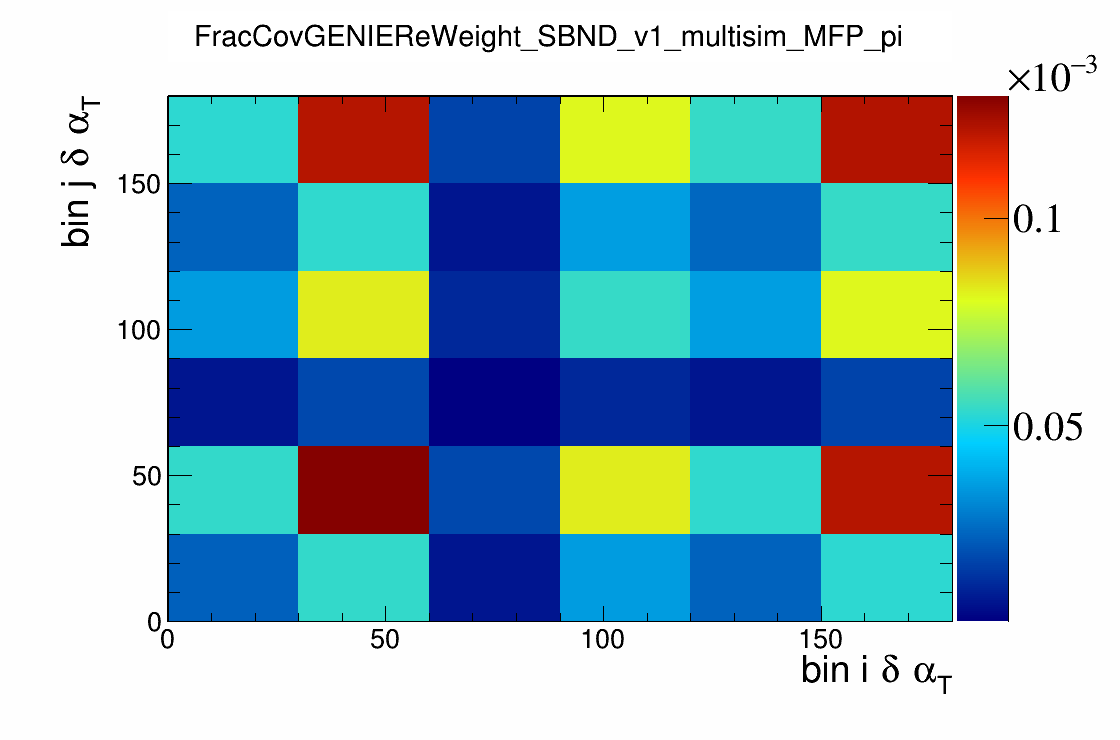 FracCovGENIEReWeight_SBND_v1_multisim_MFP_pi
×10⁻³
bin j δ α_T
150
100
50
0
0.1
0.05
0 50 100 150
bin i δ α_T